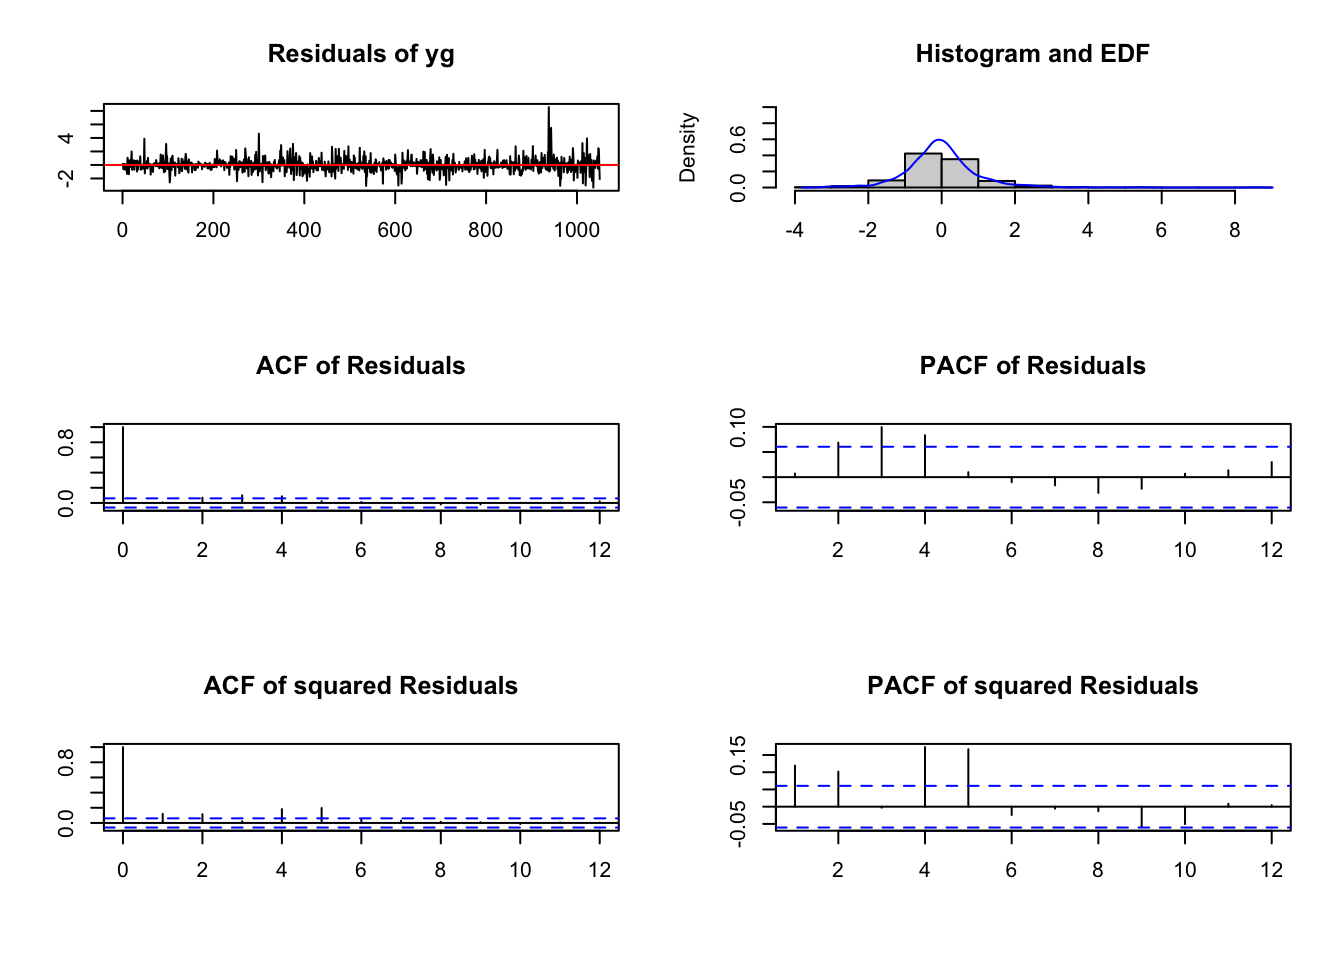 Residuals of yg
4
-2
0 200 400 600 800 1000
Histogram and EDF
Density
0.6
0.0
-4 -2 0 2 4 6 8
ACF of Residuals
0.8
0.0
0 2 4 6 8 10 12
PACF of Residuals
0.10
-0.05
2 4 6 8 10 12
ACF of squared Residuals
0.8
0.0
0 2 4 6 8 10 12
PACF of squared Residuals
0.15
-0.05
2 4 6 8 10 12